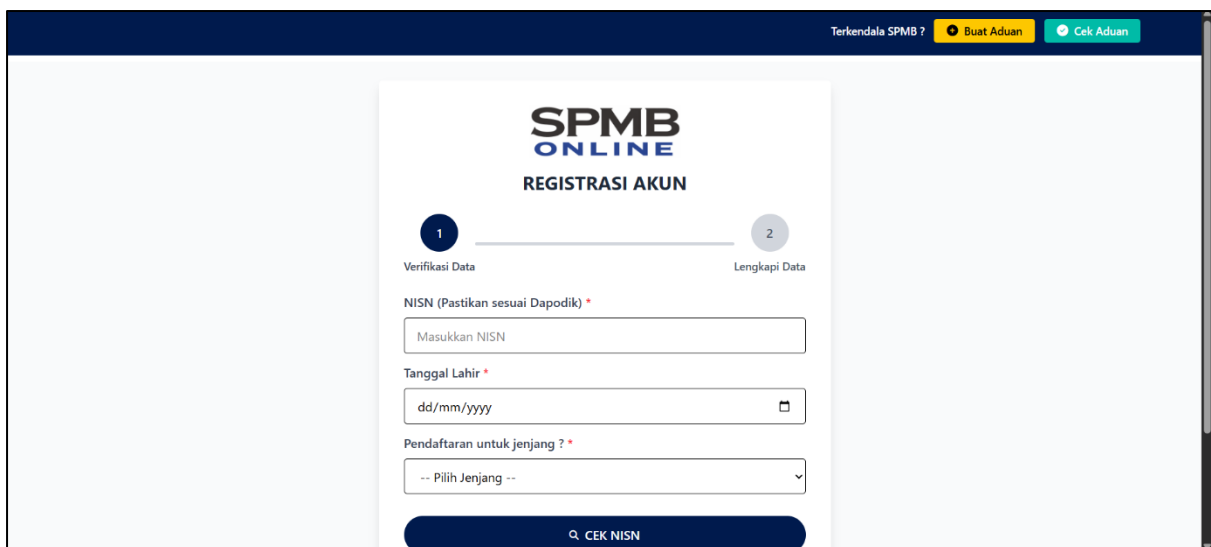 Terkendala SPMB ? Buat Aduan Cek Aduan
SPMB
ONLINE
REGISTRASI AKUN
1 2
Verifikasi Data Lengkapi Data
NISN (Pastikan sesuai Dapodik) *
Masukkan NISN
Tanggal Lahir *
dd/mm/yyyy
Pendaftaran untuk jenjang ? *
-- Pilih Jenjang --
CEK NISN